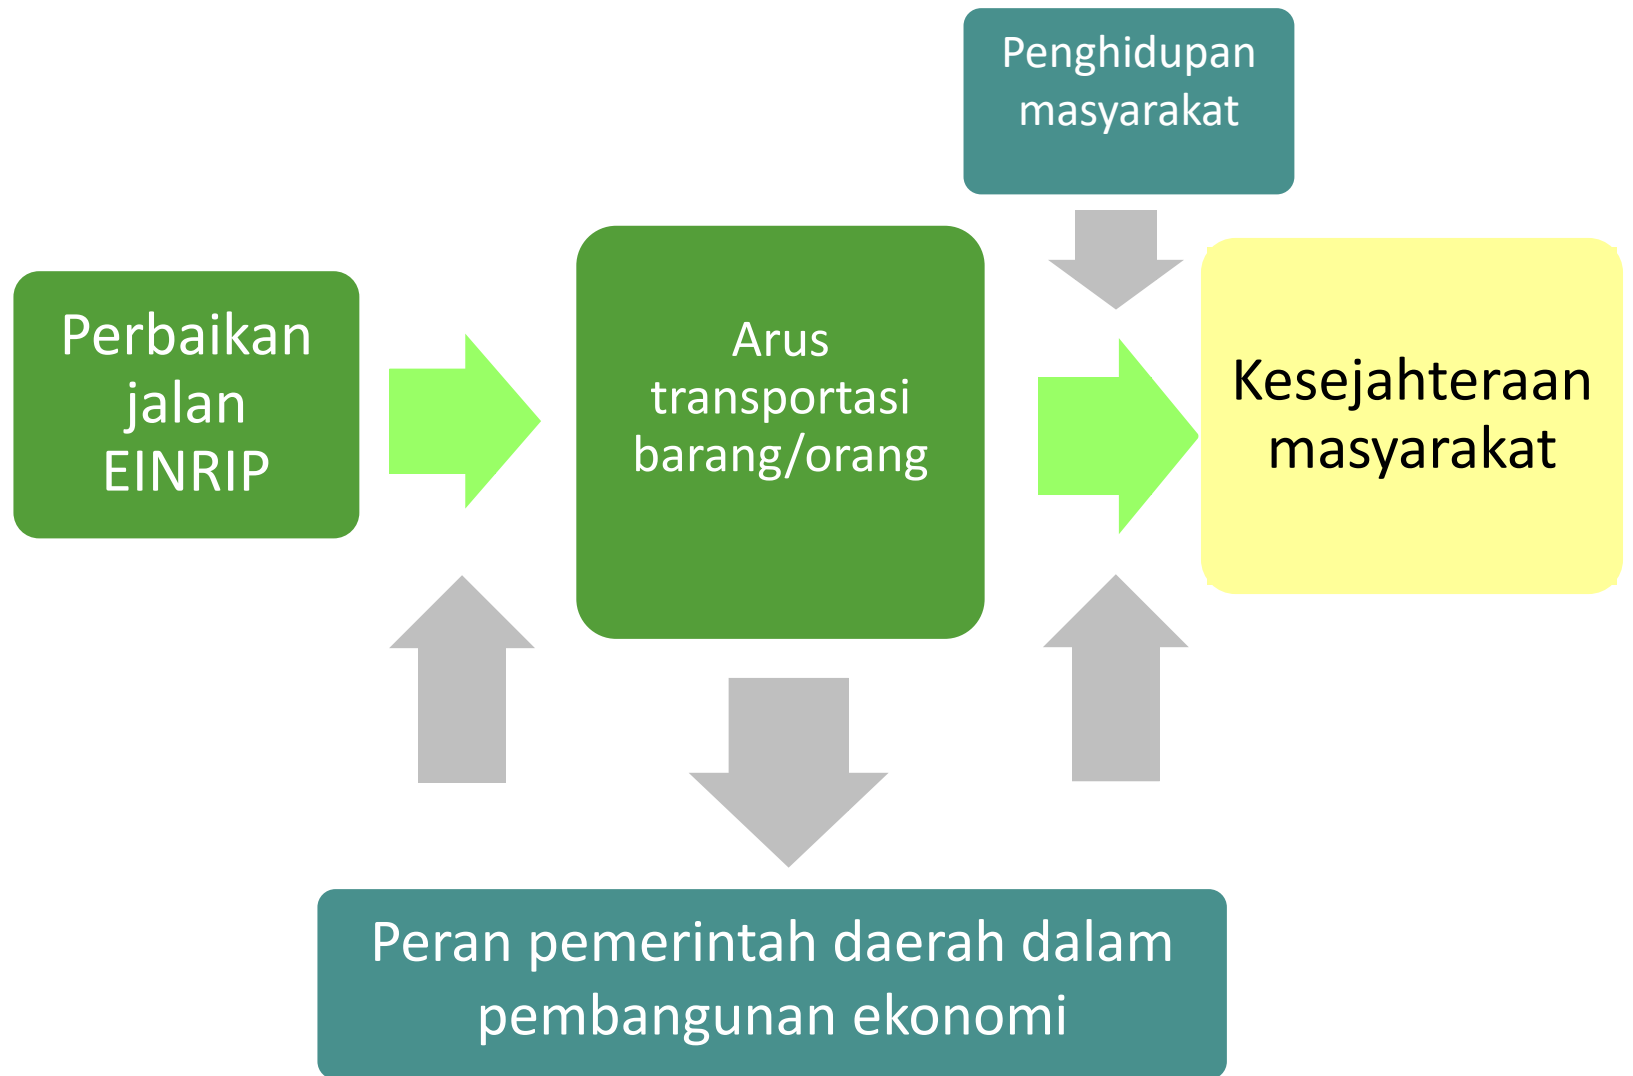 Penghidupan
masyarakat
Perbaikan
jalan
EINRIP
Arus
transportasi
barang/orang
Kesejahteraan
masyarakat
Peran pemerintah daerah dalam
pembangunan ekonomi